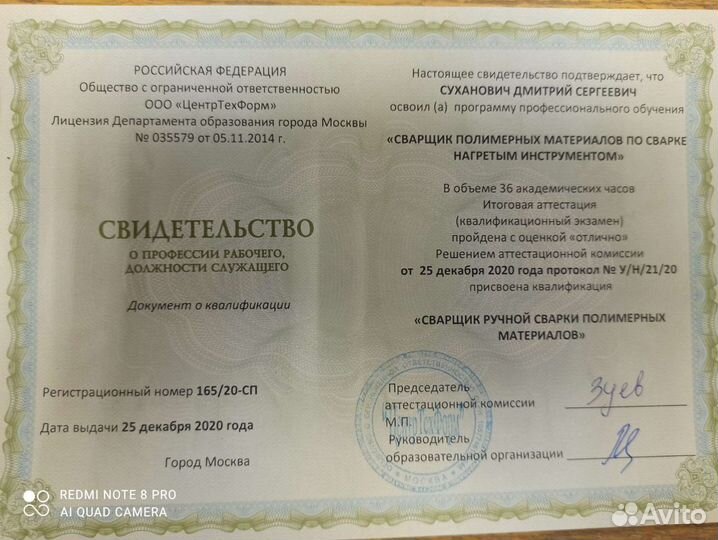 РОССИЙСКАЯ ФЕДЕРАЦИЯ
Общество с ограниченной ответственностью
ООО «ЦентрТехФорм»
Лицензия Департамента образования города Москвы
№ 035579 от 05.11.2014 г.
СВИДЕТЕЛЬСТВО
О ПРОФЕССИИ РАБОЧЕГО,
ДОЛЖНОСТИ СЛУЖАЩЕГО
Документ о квалификации
Регистрационный номер 165/20-СП
Дата выдачи 25 декабря 2020 года
Город Москва
Настоящее свидетельство подтверждает, что
СУХАНОВИЧ ДМИТРИЙ СЕРГЕЕВИЧ
освоил (а) программу профессионального обучения
«СВАРЩИК ПОЛИМЕРНЫХ МАТЕРИАЛОВ ПО СВАРКЕ
НАГРЕТЫМ ИНСТРУМЕНТОМ»
В объеме 36 академических часов
Итоговая аттестация
(квалификационный экзамен)
пройдена с оценкой «отлично»
Решением аттестационной комиссии
от 25 декабря 2020 года протокол № У/Н/21/20
присвоена квалификация
«СВАРЩИК РУЧНОЙ СВАРКИ ПОЛИМЕРНЫХ
МАТЕРИАЛОВ»
Председатель
аттестационной комиссии Зуев
М.П.
Руководитель
образовательной организации
"ЦентрТехФорм"
МОСКВА
REDMI NOTE 8 PRO
AI QUAD CAMERA
Avito